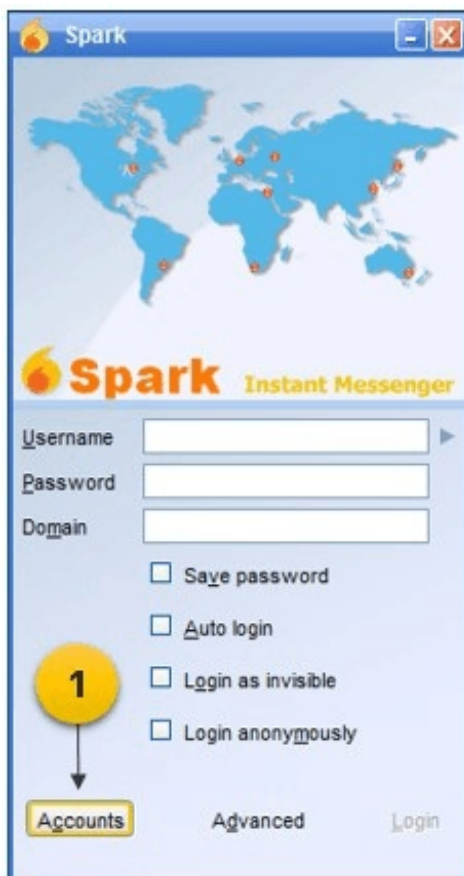 Spark
Spark Instant Messenger
Username
Password
Domain
Save password
Auto login
1
Login as invisible
Login anonymously
Accounts Advanced Login